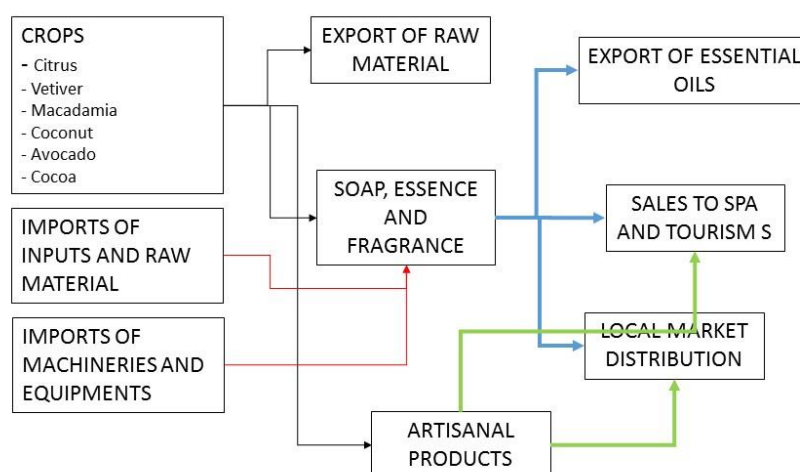 CROPS
- Citrus
- Vetiver
- Macadamia
- Coconut
- Avocado
- Cocoa
EXPORT OF RAW
MATERIAL
EXPORT OF ESSENTIAL
OILS
SOAP, ESSENCE
AND
FRAGRANCE
SALES TO SPA
AND TOURISM S
IMPORTS OF
INPUTS AND RAW
MATERIAL
IMPORTS OF
MACHINERIES AND
EQUIPMENTS
LOCAL MARKET
DISTRIBUTION
ARTISANAL
PRODUCTS